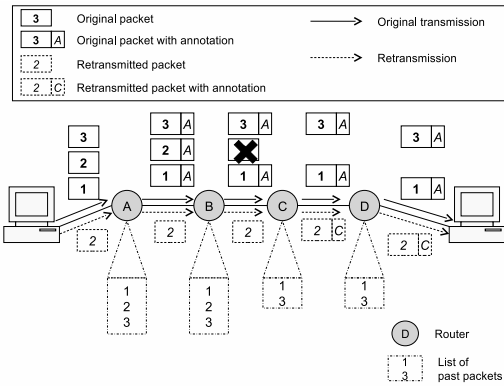 3 Original packet
3 A Original packet with annotation
2 Retransmitted packet
2 C Retransmitted packet with annotation
Original transmission
Retransmission
3 3 A 3 A 3 A 3 A
2 2 A
1 1 A 1 A 1 A 1 A
A B C D
2 2 2 2 C 2 C
1 1 1 1
2 2 3 3
3 3
D Router
1 List of
3 past packets